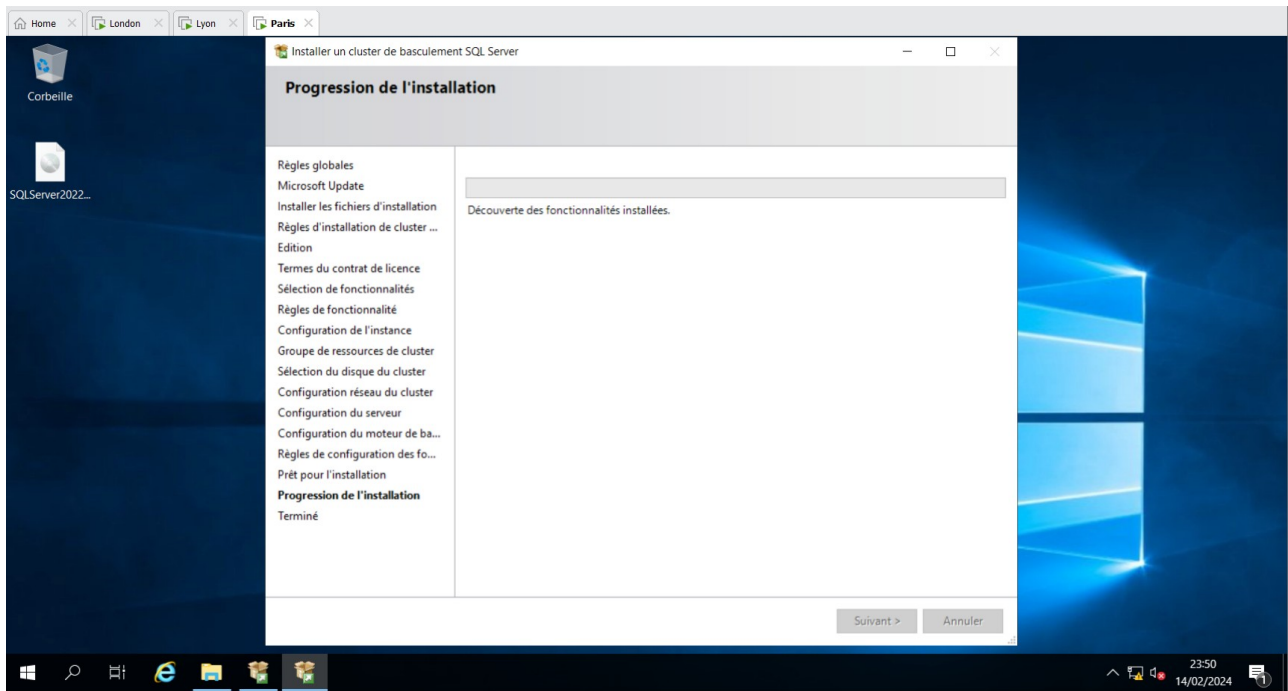 Home
London
Lyon
Paris
Corbeille
SQLServer2022...
Installer un cluster de basculement SQL Server
Progression de l'installation
Règles globales
Microsoft Update
Installer les fichiers d'installation
Règles d'installation de cluster ...
Edition
Termes du contrat de licence
Sélection de fonctionnalités
Règles de fonctionnalité
Configuration de l'instance
Groupe de ressources de cluster
Sélection du disque du cluster
Configuration réseau du cluster
Configuration du serveur
Configuration du moteur de ba...
Règles de configuration des fo...
Prêt pour l'installation
Progression de l'installation
Terminé
Découverte des fonctionnalités installées.
Suivant >
Annuler
23:50
14/02/2024
1